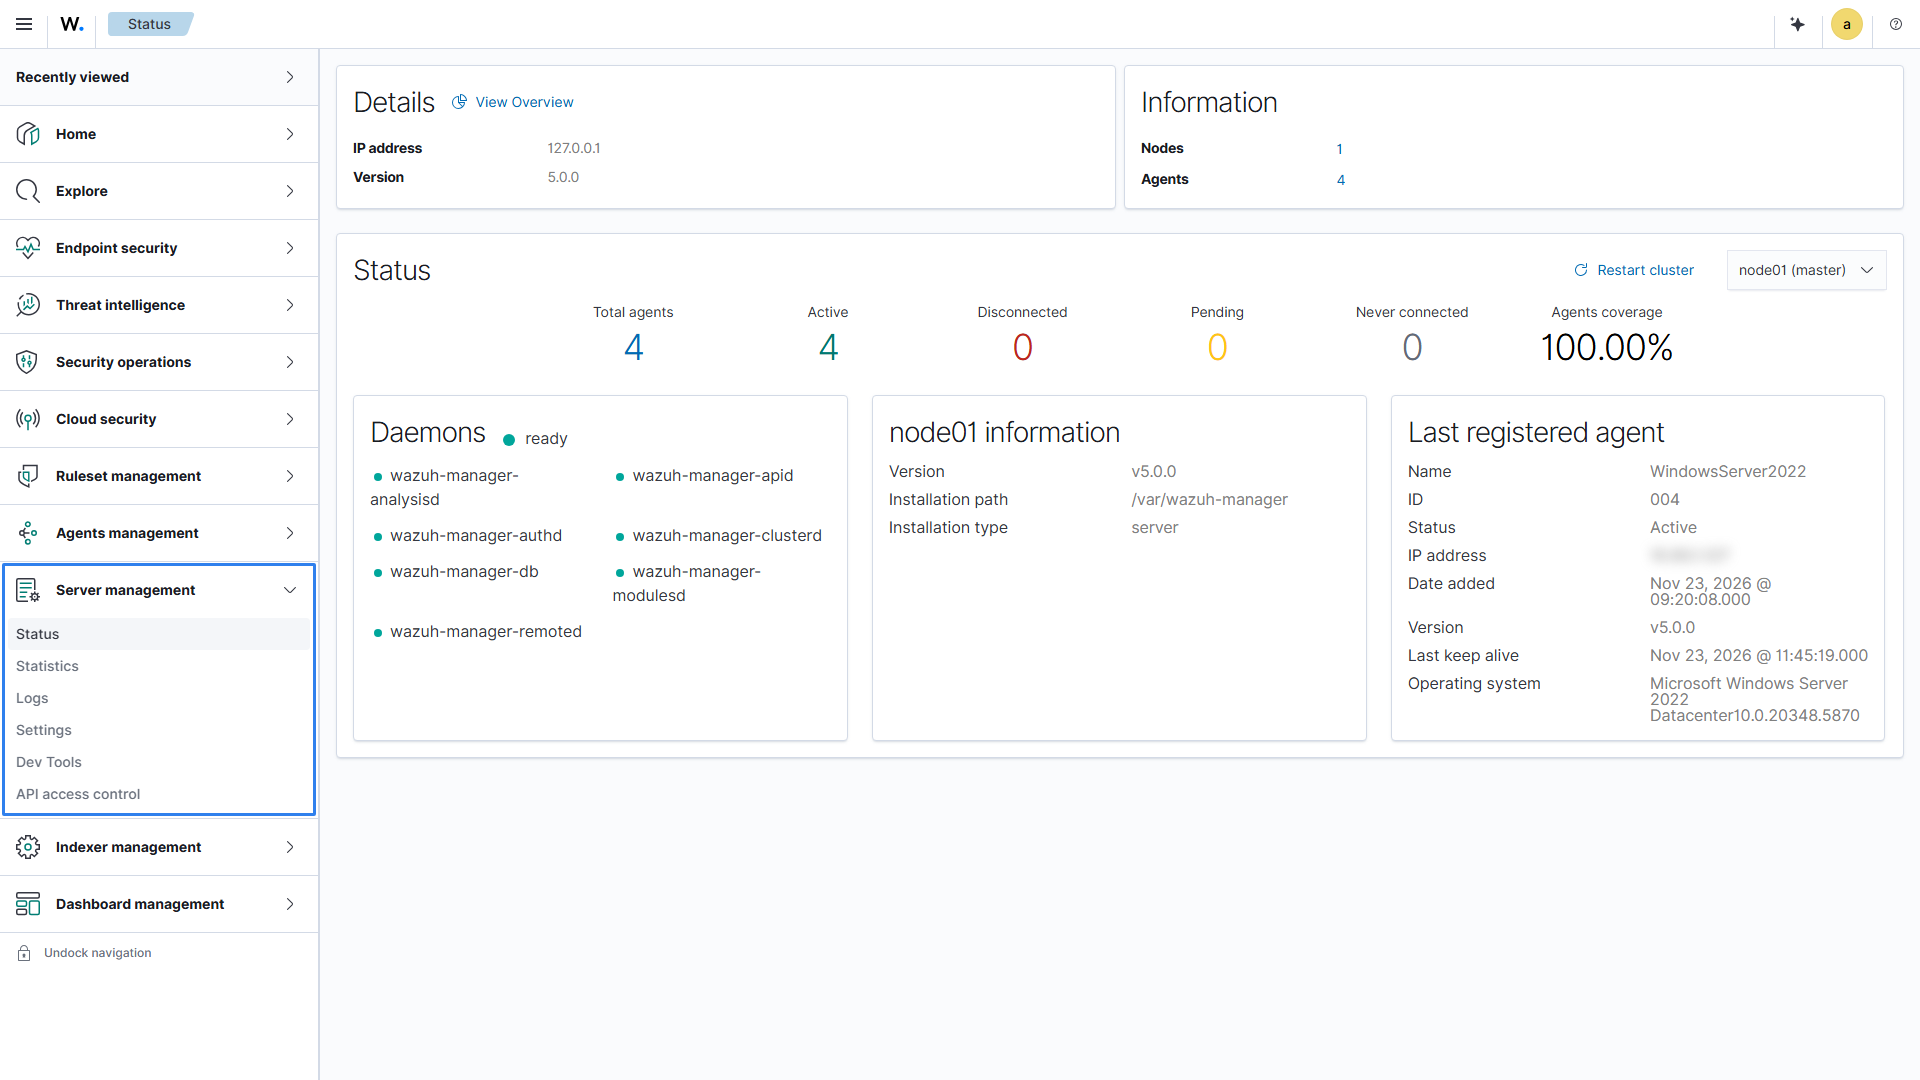 W.
Status
a
Recently viewed
Home
Explore
Endpoint security
Threat intelligence
Security operations
Cloud security
Ruleset management
Agents management
Server management
Status
Statistics
Logs
Settings
Dev Tools
API access control
Indexer management
Dashboard management
Undock navigation
Details View Overview
IP address 127.0.0.1
Version 5.0.0
Information
Nodes 1
Agents 4
Status
Restart cluster node01 (master)
Total agents Active Disconnected Pending Never connected Agents coverage
4 4 0 0 0 100.00%
Daemons ready
wazuh-manager-
analysisd
wazuh-manager-apid
wazuh-manager-authd
wazuh-manager-clusterd
wazuh-manager-db
wazuh-manager-
modulesd
wazuh-manager-remoted
node01 information
Version v5.0.0
Installation path /var/wazuh-manager
Installation type server
Last registered agent
Name WindowsServer2022
ID 004
Status Active
IP address
Date added Nov 23, 2026 @
09:20:08.000
Version v5.0.0
Last keep alive Nov 23, 2026 @ 11:45:19.000
Operating system Microsoft Windows Server
2022
Datacenter10.0.20348.5870